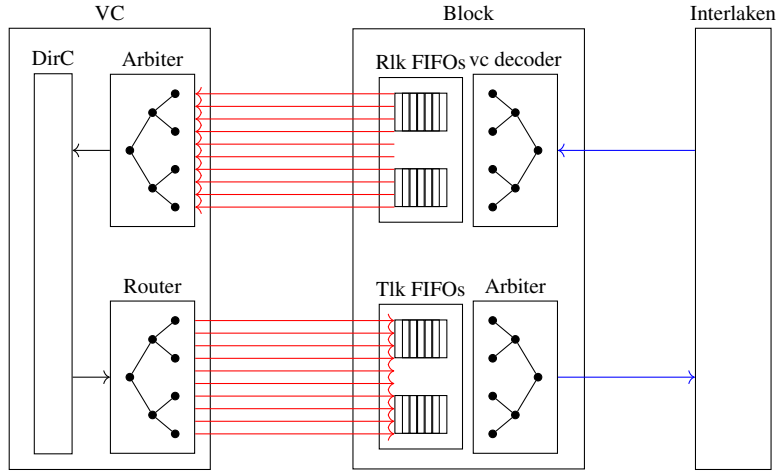 VC
Block
Interlaken
DirC
Arbiter
Rlk FIFOs
vc decoder
Router
Tlk FIFOs
Arbiter